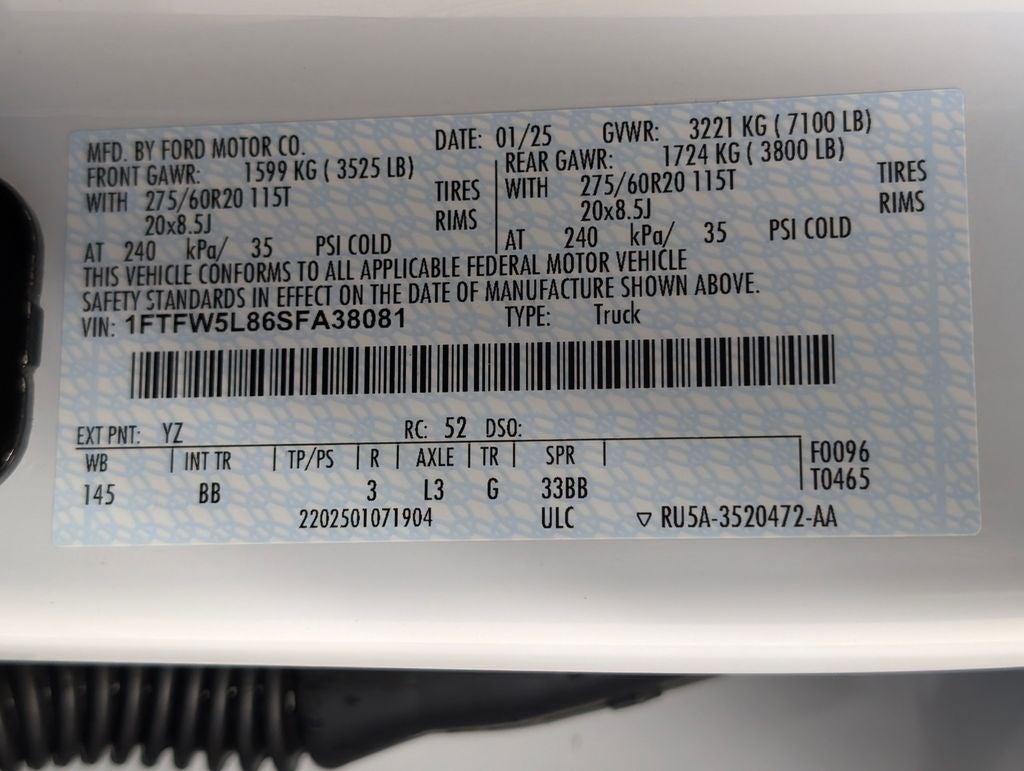 MFD. BY FORD MOTOR CO. DATE: 01/25 GVWR: 3221 KG ( 7100 LB)
FRONT GAWR: 1599 KG ( 3525 LB) REAR GAWR: 1724 KG ( 3800 LB)
WITH 275/60R20 115T TIRES WITH 275/60R20 115T TIRES
20x8.5J RIMS 20x8.5J RIMS
AT 240 kPa/ 35 PSI COLD AT 240 kPa/ 35 PSI COLD
THIS VEHICLE CONFORMS TO ALL APPLICABLE FEDERAL MOTOR VEHICLE
SAFETY STANDARDS IN EFFECT ON THE DATE OF MANUFACTURE SHOWN ABOVE.
VIN: 1FTFW5L86SFA38081 TYPE: Truck
EXT PNT: YZ RC: 52 DSO:
WB INT TR TP/PS R AXLE TR SPR F0096
145 BB 3 L3 G 33BB T0465
2202501071904 ULC ▽ RU5A-3520472-AA